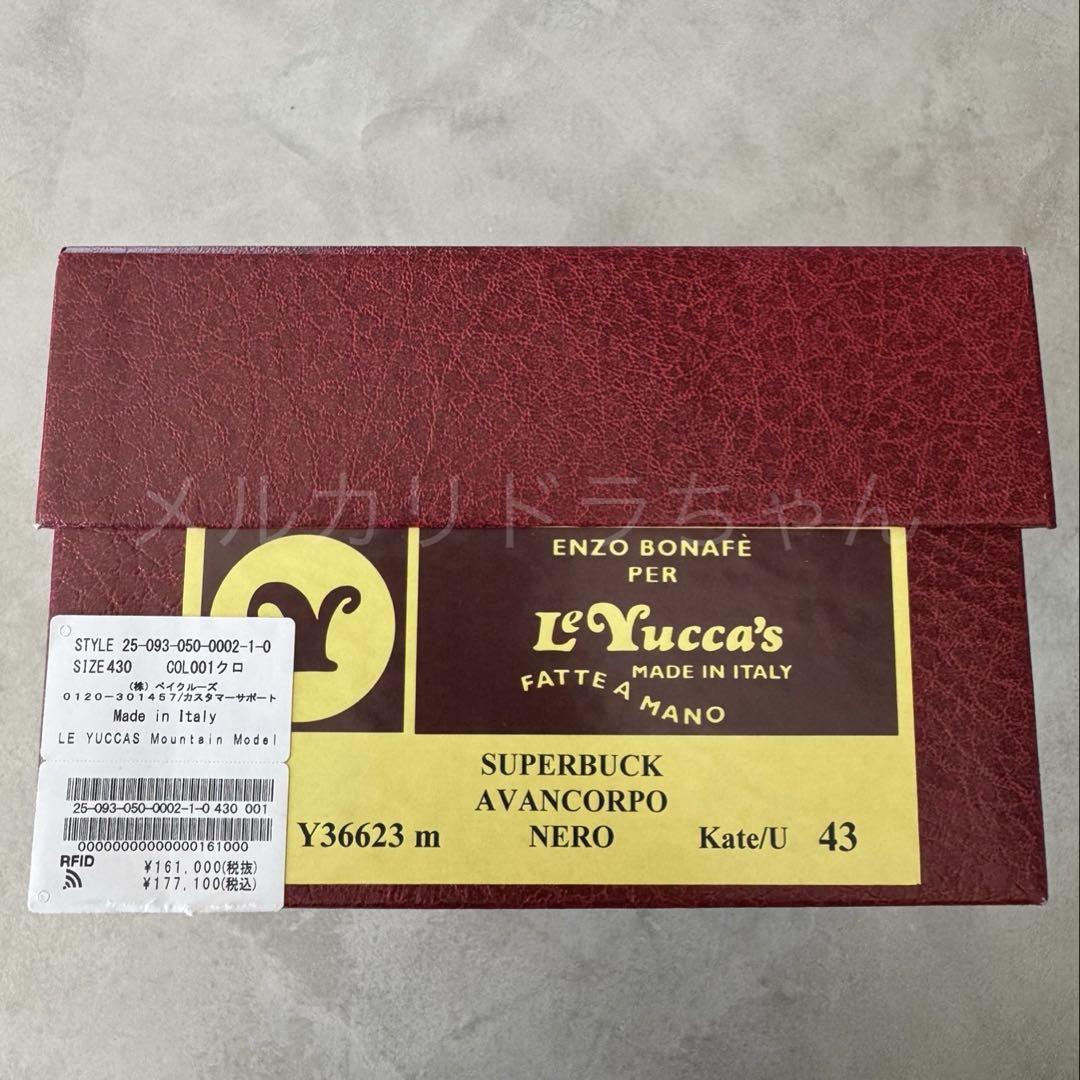 メルカリドラちゃん
ENZO BONAFÈ
PER
Le Yucca's
MADE IN ITALY
FATTE A MANO
SUPERBUCK
AVANCORPO
Y36623 m NERO Kate/U 43
STYLE 25-093-050-0002-1-0
SIZE430 COL001クロ
(株) ベイクルーズ
0120-301457/カスタマーサポート
Made in Italy
LE YUCCAS Mountain Model
25-093-050-0002-1-0 430 001
000000000000000161000
RFID
¥161,000(税抜)
¥177,100(税込)